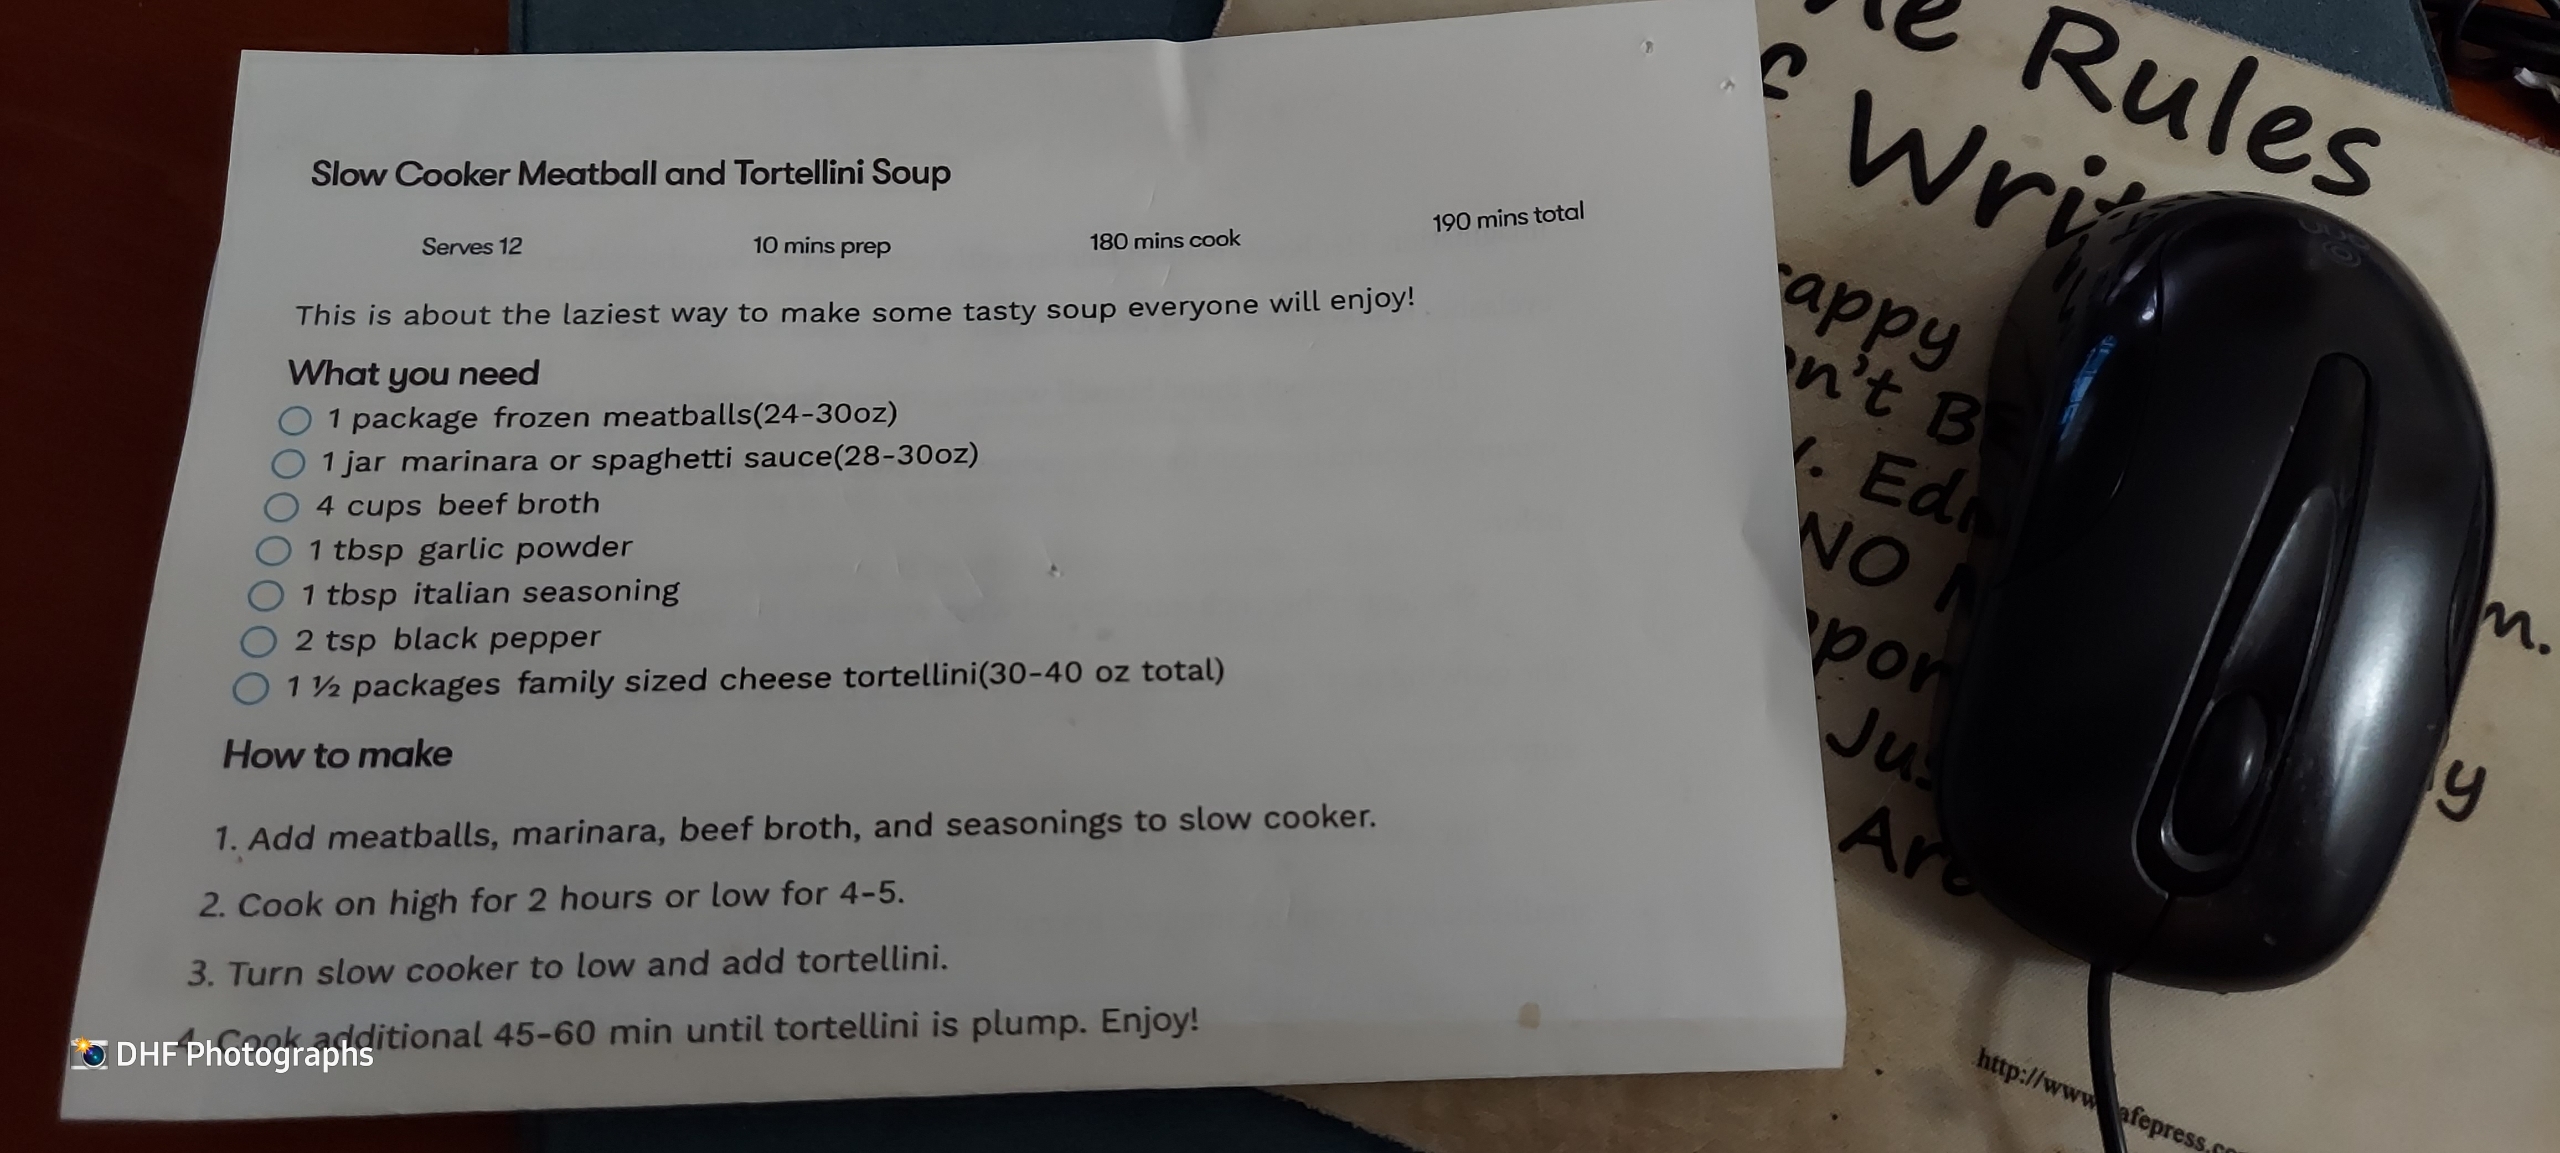 Slow Cooker Meatball and Tortellini Soup
Serves 12 10 mins prep 180 mins cook 190 mins total
This is about the laziest way to make some tasty soup everyone will enjoy!
What you need
1 package frozen meatballs(24-30oz)
1 jar marinara or spaghetti sauce(28-30oz)
4 cups beef broth
1 tbsp garlic powder
1 tbsp italian seasoning
2 tsp black pepper
1 ½ packages family sized cheese tortellini(30-40 oz total)
How to make
1. Add meatballs, marinara, beef broth, and seasonings to slow cooker.
2. Cook on high for 2 hours or low for 4-5.
3. Turn slow cooker to low and add tortellini.
4. Cook additional 45-60 min until tortellini is plump. Enjoy!
DHF Photographs
Rules
NO
http://www